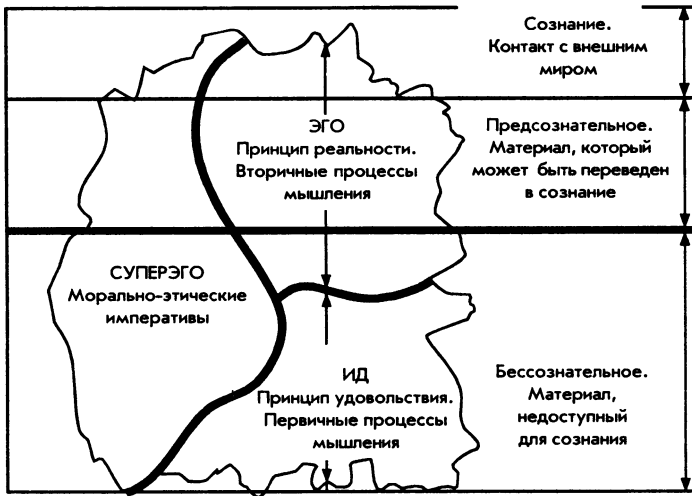 Сознание.
Контакт с внешним
миром
ЭГО
Принцип реальности.
Вторичные процессы
мышления
Предсознательное.
Материал, который
может быть переведен
в сознание
СУПЕРЭГО
Морально-этические
императивы
ИД
Принцип удовольствия.
Первичные процессы
мышления
Бессознательное.
Материал,
недоступный
для сознания